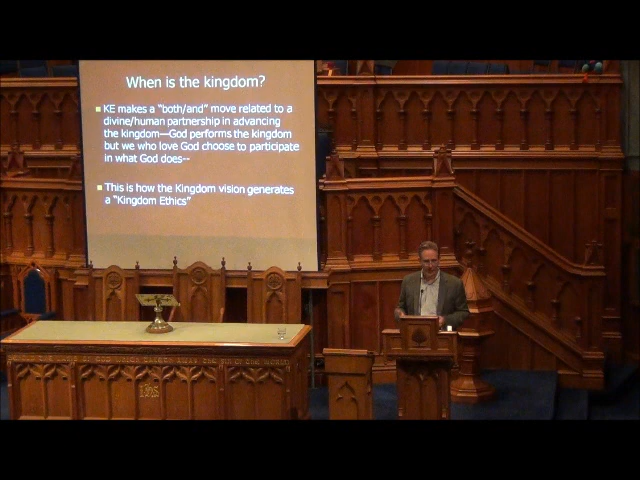 When is the kingdom?
KE makes a "both/and" move related to a
divine/human partnership in advancing
the kingdom—God performs the kingdom
but we who love God choose to participate
in what God does--
This is how the Kingdom vision generates
a "Kingdom Ethics"
IHS